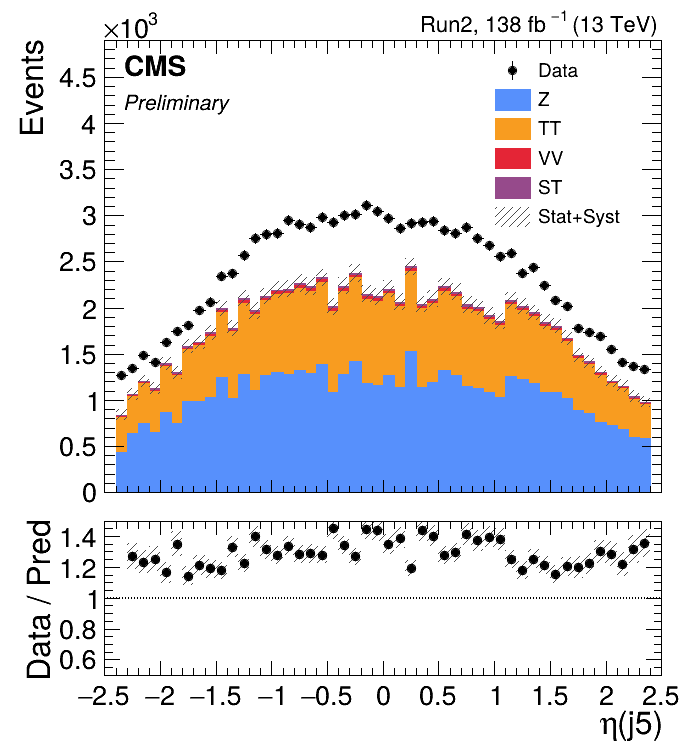 ×10³
Run2, 138 fb⁻¹ (13 TeV)
Events
CMS
Preliminary
Data
Z
TT
VV
ST
Stat+Syst
4.5
4
3.5
3
2.5
2
1.5
1
0.5
0
Data / Pred
1.4
1.2
1
0.8
0.6
−2.5 −2 −1.5 −1 −0.5 0 0.5 1 1.5 2 2.5
η(j5)